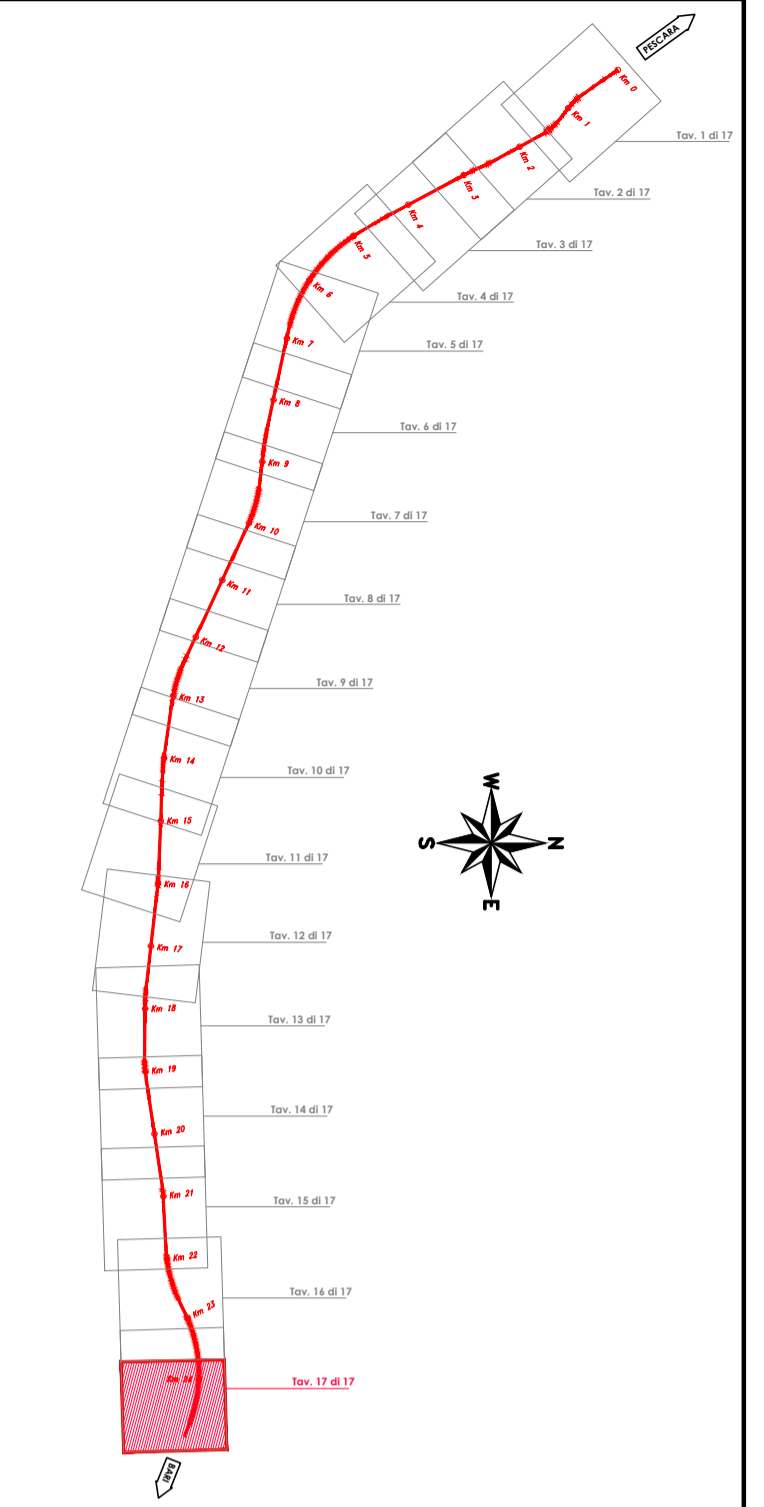 PESCARA
Km 0
Km 1
Tav. 1 di 17
Km 2
Km 3
Tav. 2 di 17
Km 4
Tav. 3 di 17
Km 5
Km 6
Tav. 4 di 17
Km 7
Tav. 5 di 17
Km 8
Tav. 6 di 17
Km 9
Tav. 7 di 17
Km 10
Km 11
Tav. 8 di 17
Km 12
Tav. 9 di 17
Km 13
Km 14
Tav. 10 di 17
W
Km 15
S
N
Tav. 11 di 17
Km 16
E
Tav. 12 di 17
Km 17
Km 18
Tav. 13 di 17
Km 19
Tav. 14 di 17
Km 20
Km 21
Tav. 15 di 17
Km 22
Tav. 16 di 17
Km 23
Km 24
Tav. 17 di 17
BARI